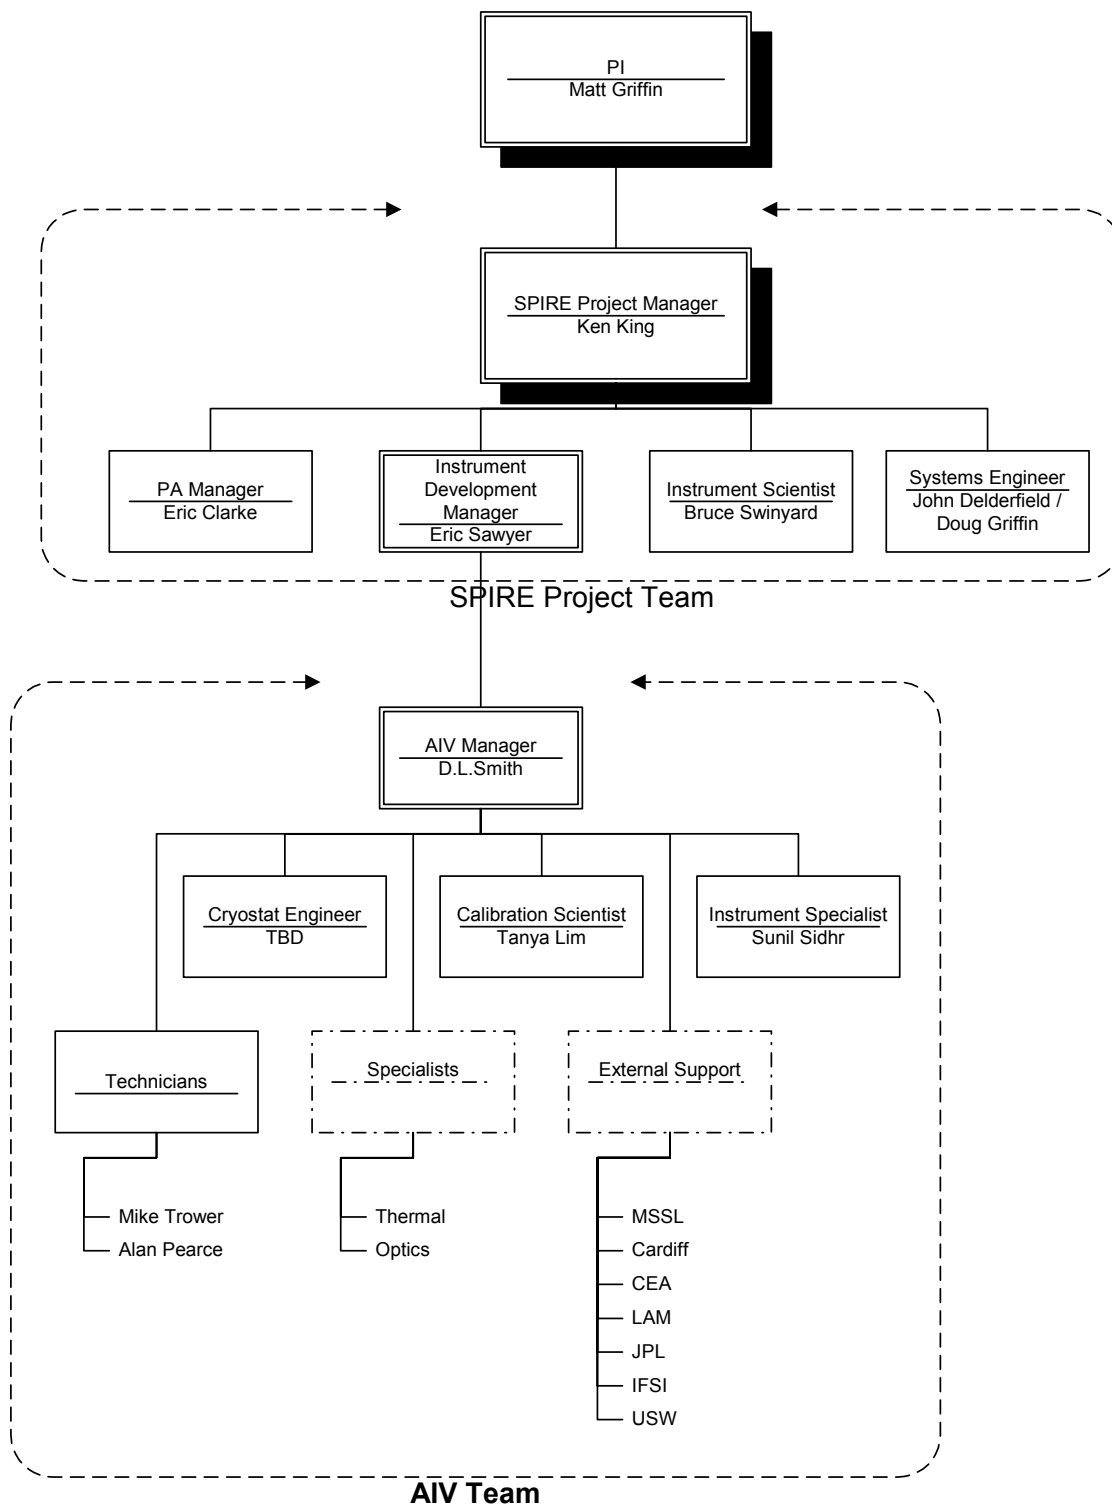 PI
Matt Griffin
SPIRE Project Manager
Ken King
PA Manager
Eric Clarke
Instrument
Development
Manager
Eric Sawyer
Instrument Scientist
Bruce Swinyard
Systems Engineer
John Delderfield /
Doug Griffin
SPIRE Project Team
AIV Manager
D.L.Smith
Cryostat Engineer
TBD
Calibration Scientist
Tanya Lim
Instrument Specialist
Sunil Sidhr
Technicians
Specialists
External Support
Mike Trower
Alan Pearce
Thermal
Optics
MSSL
Cardiff
CEA
LAM
JPL
IFSI
USW
AIV Team